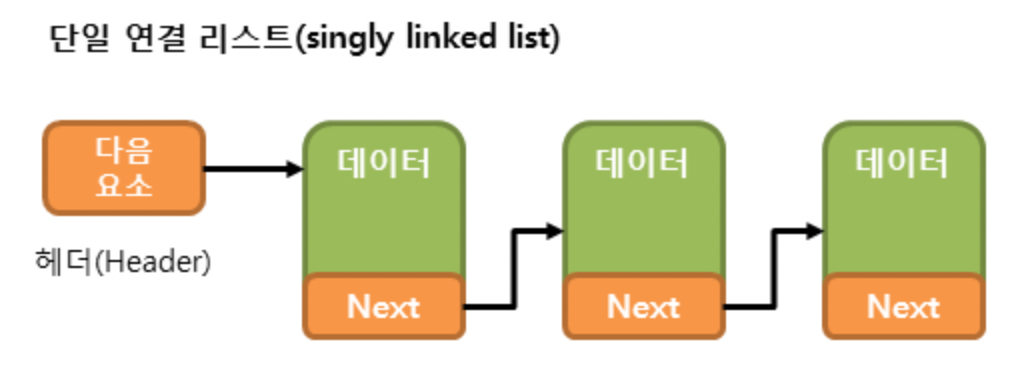 단일 연결 리스트(singly linked list)
다음
요소
데이터
데이터
데이터
헤더(Header)
Next
Next
Next